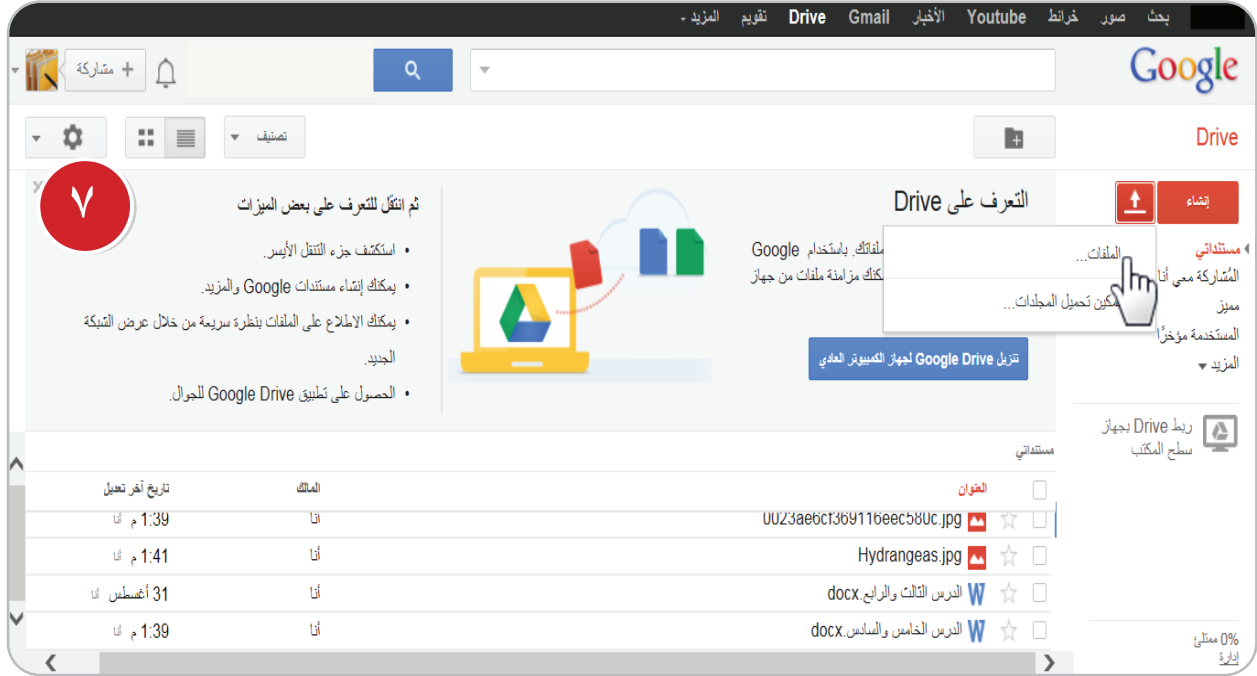 بحث صور خرائط Youtube الأخبار Gmail Drive تقويم المزيد
Google
+ مشاركة
Drive
تصنيف
٧
إنشاء
مستنداتي
المُشاركة معي أنا
مميز
المستخدمة مؤخرًا
المزيد
ربط Drive بجهاز
سطح المكتب
0% ممتلئ
إدارة
الملفات...
تمكين تحميل المجلدات...
التعرف على Drive
ملفاتك. باستخدام Google
يمكنك مزامنة ملفات من جهاز
تنزيل Google Drive لجهاز الكمبيوتر العادي
ثم انتقل للتعرف على بعض الميزات
• استكشف جزء التنقل الأيسر.
• يمكنك إنشاء مستندات Google والمزيد.
• يمكنك الاطلاع على الملفات بنظرة سريعة من خلال عرض الشبكة
الجديد.
• الحصول على تطبيق Google Drive للجوال.
مستنداتي
العنوان المالك تاريخ آخر تعديل
0023ae6cf369116eec580c.jpg أنا 1:39 م أنا
Hydrangeas.jpg أنا 1:41 م أنا
الدرس الثالث والرابع.docx أنا 31 أغسطس أنا
الدرس الخامس والسادس.docx أنا 1:39 م أنا